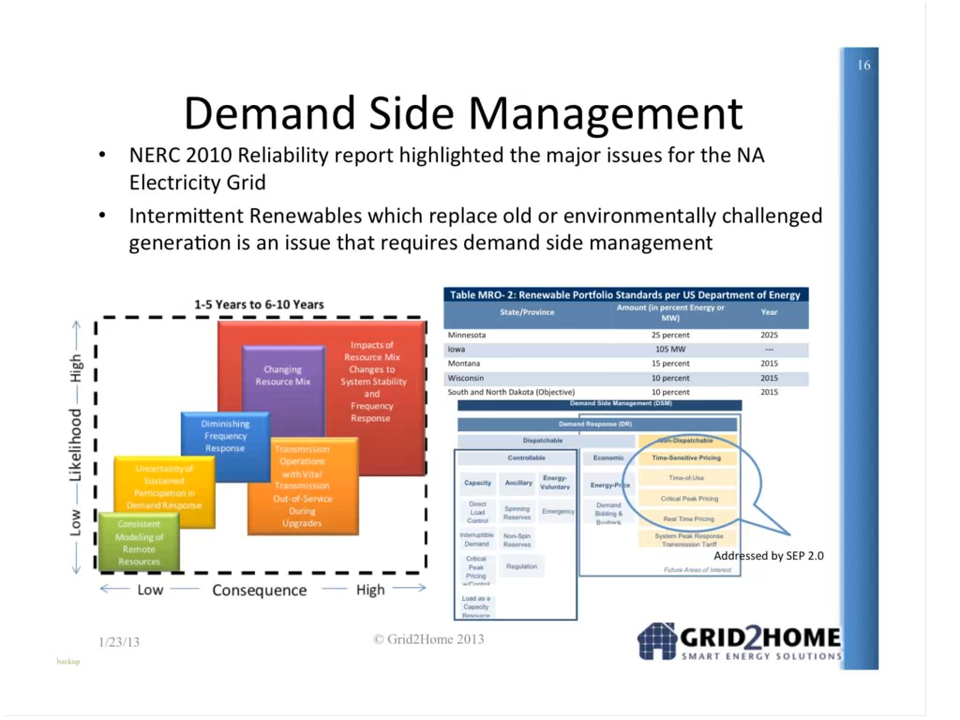 16
Demand Side Management
• NERC 2010 Reliability report highlighted the major issues for the NA
Electricity Grid
• Intermittent Renewables which replace old or environmentally challenged
generation is an issue that requires demand side management
1-5 Years to 6-10 Years
Low Likelihood High
Impacts of
Resource Mix
Changes to
System Stability
and
Frequency
Response
Changing
Resource Mix
Diminishing
Frequency
Response
Transmission
Operations
with Vital
Transmission
Out-of-Service
During
Upgrades
Uncertainty of
Sustained
Participation in
Demand Response
Consistent
Modeling of
Remote
Resources
Low Consequence High
Table MRO- 2: Renewable Portfolio Standards per US Department of Energy
State/Province Amount (in percent Energy or MW) Year
Minnesota 25 percent 2025
Iowa 105 MW ---
Montana 15 percent 2015
Wisconsin 10 percent 2015
South and North Dakota (Objective) 10 percent 2015
Demand Side Management (DSM)
Demand Response (DR)
Dispatchable
Non-Dispatchable
Controllable
Economic
Time-Sensitive Pricing
Capacity
Ancillary
Energy-
Voluntary
Energy-Price
Time-of-Use
Direct
Load
Control
Spinning
Reserves
Emergency
Demand
Bidding &
Buyback
Critical Peak Pricing
Real Time Pricing
Interruptible
Demand
Non-Spin
Reserves
System Peak Response
Transmission Tariff
Critical
Peak
Pricing
w/Control
Regulation
Future Areas of Interest
Load as a
Capacity
Resource
Addressed by SEP 2.0
1/23/13
© Grid2Home 2013
GRID2HOME
SMART ENERGY SOLUTIONS
backup